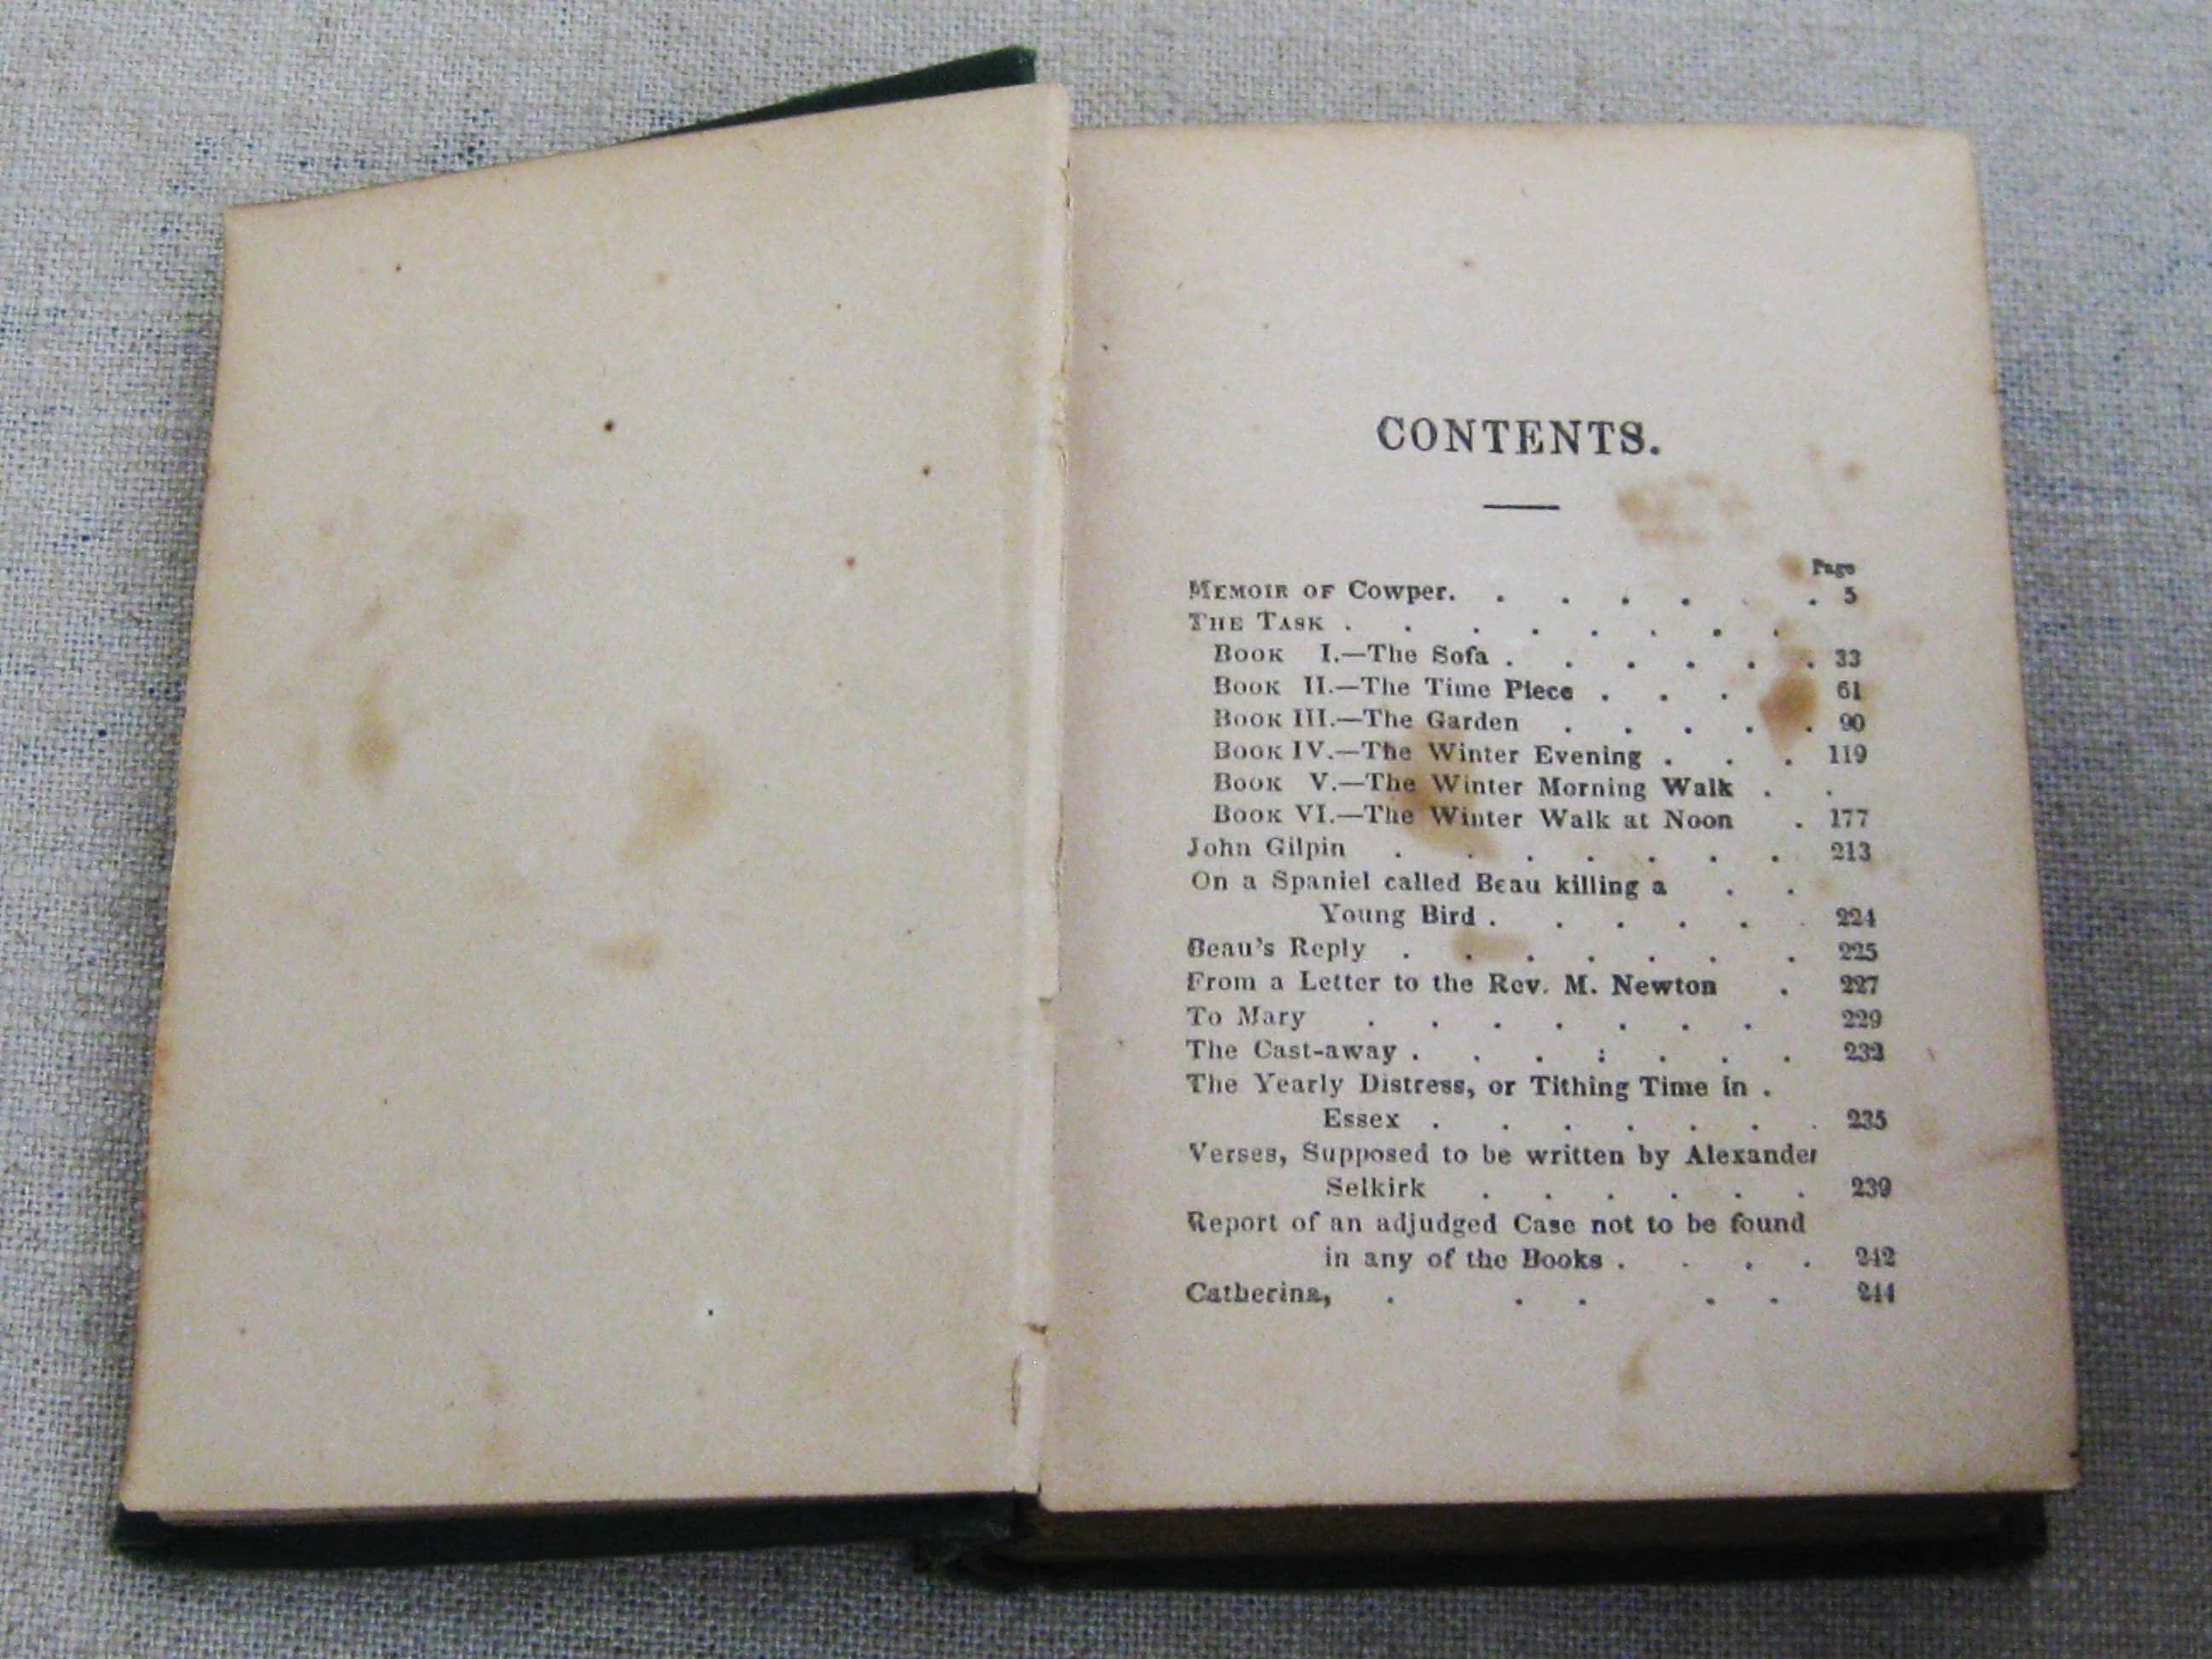 CONTENTS.
Page
MEMOIR OF Cowper. . . . . . . 5
THE TASK . . . . . . . .
BOOK I.—The Sofa . . . . . . 33
BOOK II.—The Time Piece . . . 61
BOOK III.—The Garden . . . . . 90
BOOK IV.—The Winter Evening . . . 119
BOOK V.—The Winter Morning Walk . .
BOOK VI.—The Winter Walk at Noon . 177
John Gilpin . . . . . . . 213
On a Spaniel called Beau killing a . .
Young Bird . . . . . . 224
Beau's Reply . . . . . . . 225
From a Letter to the Rev. M. Newton . 227
To Mary . . . . . . . 229
The Cast-away . . . : . . . 232
The Yearly Distress, or Tithing Time in .
Essex . . . . . . . 235
Verses, Supposed to be written by Alexander
Selkirk . . . . . . 239
Report of an adjudged Case not to be found
in any of the Books . . . . 242
Catherina, . . . . . 244